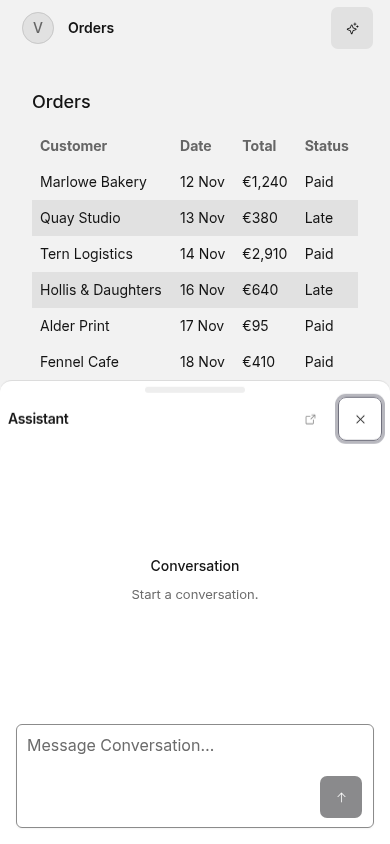 V Orders
Orders
Customer Date Total Status
Marlowe Bakery 12 Nov €1,240 Paid
Quay Studio 13 Nov €380 Late
Tern Logistics 14 Nov €2,910 Paid
Hollis & Daughters 16 Nov €640 Late
Alder Print 17 Nov €95 Paid
Fennel Cafe 18 Nov €410 Paid
Assistant
Conversation
Start a conversation.
Message Conversation...